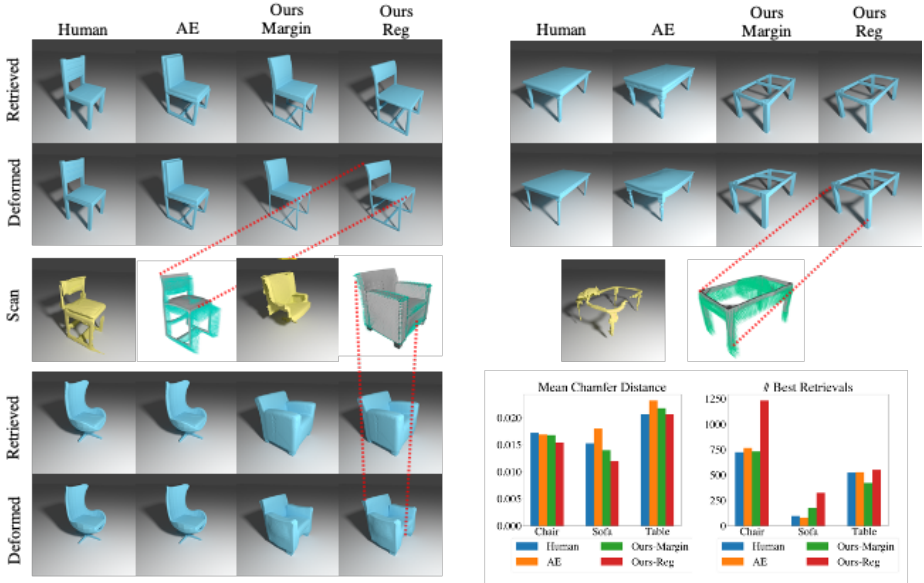 Human AE Ours Margin Ours Reg
Retrieved
Deformed
Scan
Retrieved
Deformed
Human AE Ours Margin Ours Reg
Mean Chamfer Distance
0.020
0.015
0.010
0.005
0.000
Chair Sofa Table
Human Ours-Margin
AE Ours-Reg
# Best Retrievals
1250
1000
750
500
250
0
Chair Sofa Table
Human Ours-Margin
AE Ours-Reg